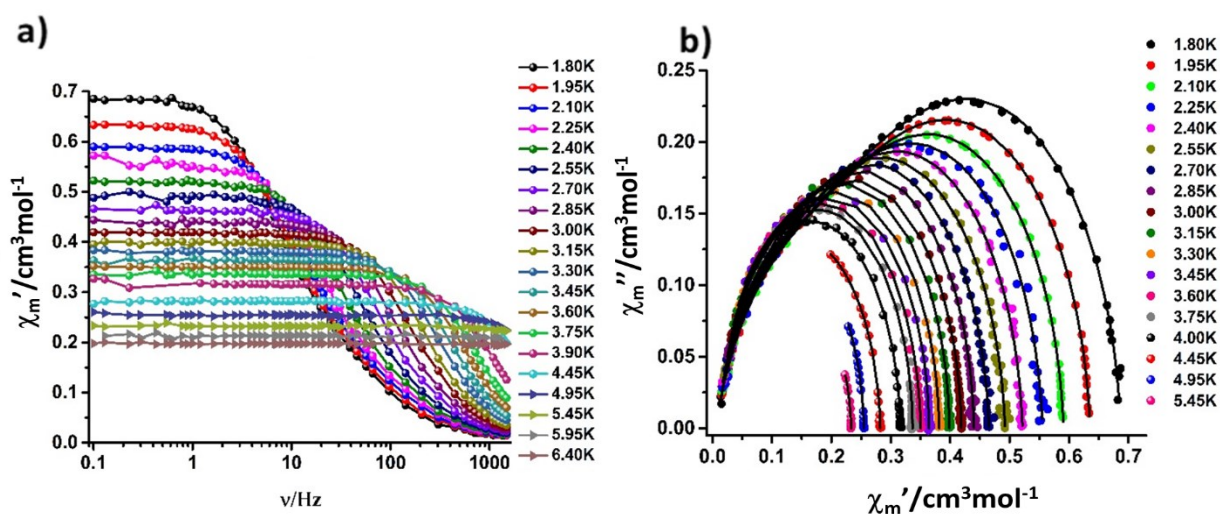 a)
χm'/cm³mol⁻¹
0.7
0.6
0.5
0.4
0.3
0.2
0.1
0.0
0.1
1
10
100
1000
ν/Hz
1.80K
1.95K
2.10K
2.25K
2.40K
2.55K
2.70K
2.85K
3.00K
3.15K
3.30K
3.45K
3.60K
3.75K
3.90K
4.45K
4.95K
5.45K
5.95K
6.40K
b)
χm''/cm³mol⁻¹
0.25
0.20
0.15
0.10
0.05
0.00
0.0
0.1
0.2
0.3
0.4
0.5
0.6
0.7
χm'/cm³mol⁻¹
1.80K
1.95K
2.10K
2.25K
2.40K
2.55K
2.70K
2.85K
3.00K
3.15K
3.30K
3.45K
3.60K
3.75K
4.00K
4.45K
4.95K
5.45K